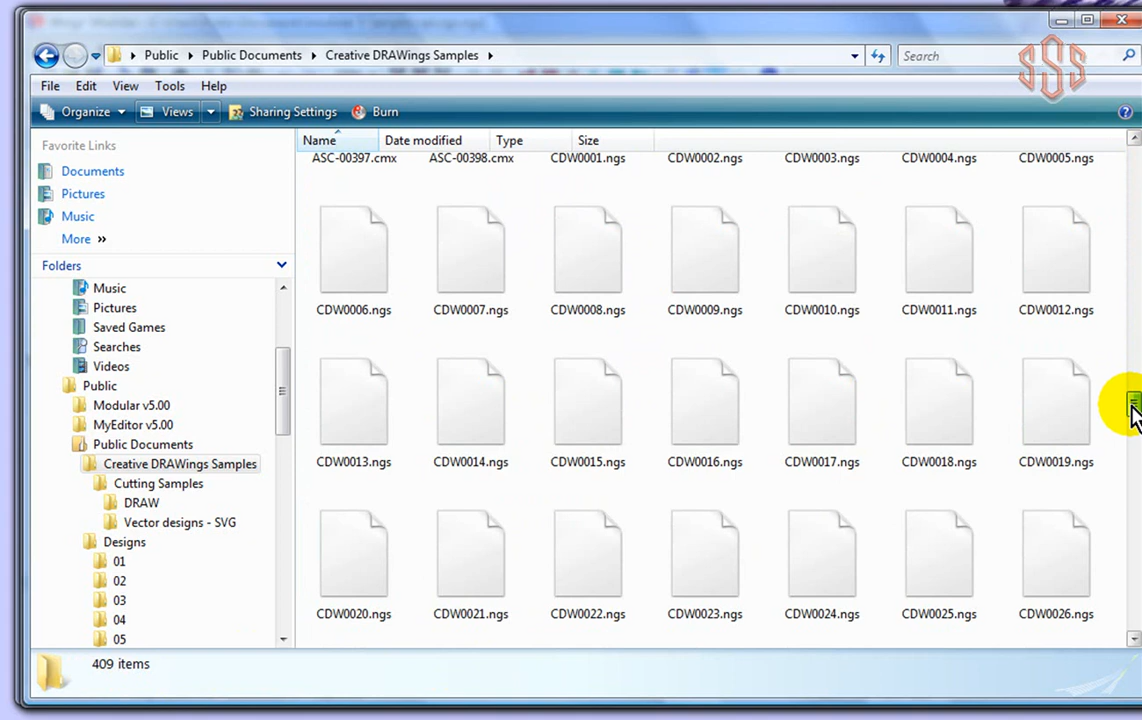 Public Public Documents Creative DRAWings Samples Search
SSS
File Edit View Tools Help
Organize Views Sharing Settings Burn
Favorite Links
Documents
Pictures
Music
More »
Folders
Music
Pictures
Saved Games
Searches
Videos
Public
Modular v5.00
MyEditor v5.00
Public Documents
Creative DRAWings Samples
Cutting Samples
DRAW
Vector designs - SVG
Designs
01
02
03
04
05
Name Date modified Type Size
ASC-00397.cmx ASC-00398.cmx CDW0001.ngs CDW0002.ngs CDW0003.ngs CDW0004.ngs CDW0005.ngs
CDW0006.ngs CDW0007.ngs CDW0008.ngs CDW0009.ngs CDW0010.ngs CDW0011.ngs CDW0012.ngs
CDW0013.ngs CDW0014.ngs CDW0015.ngs CDW0016.ngs CDW0017.ngs CDW0018.ngs CDW0019.ngs
CDW0020.ngs CDW0021.ngs CDW0022.ngs CDW0023.ngs CDW0024.ngs CDW0025.ngs CDW0026.ngs
409 items